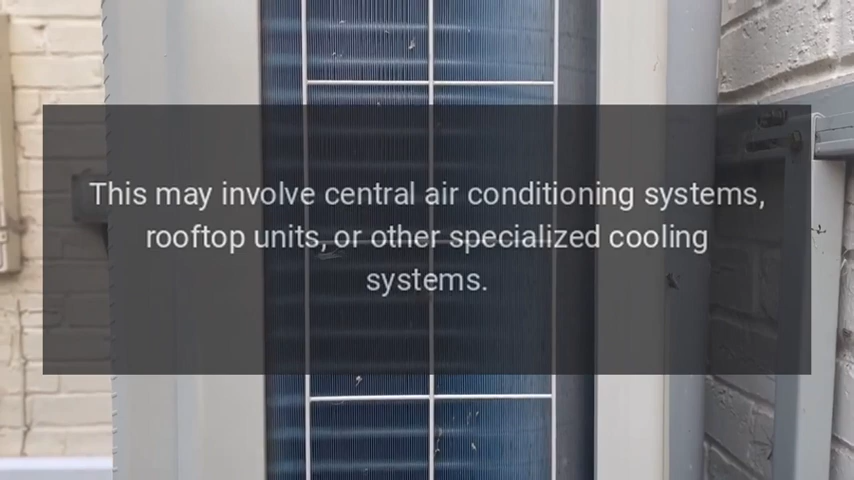 This may involve central air conditioning systems,
rooftop units, or other specialized cooling
systems.